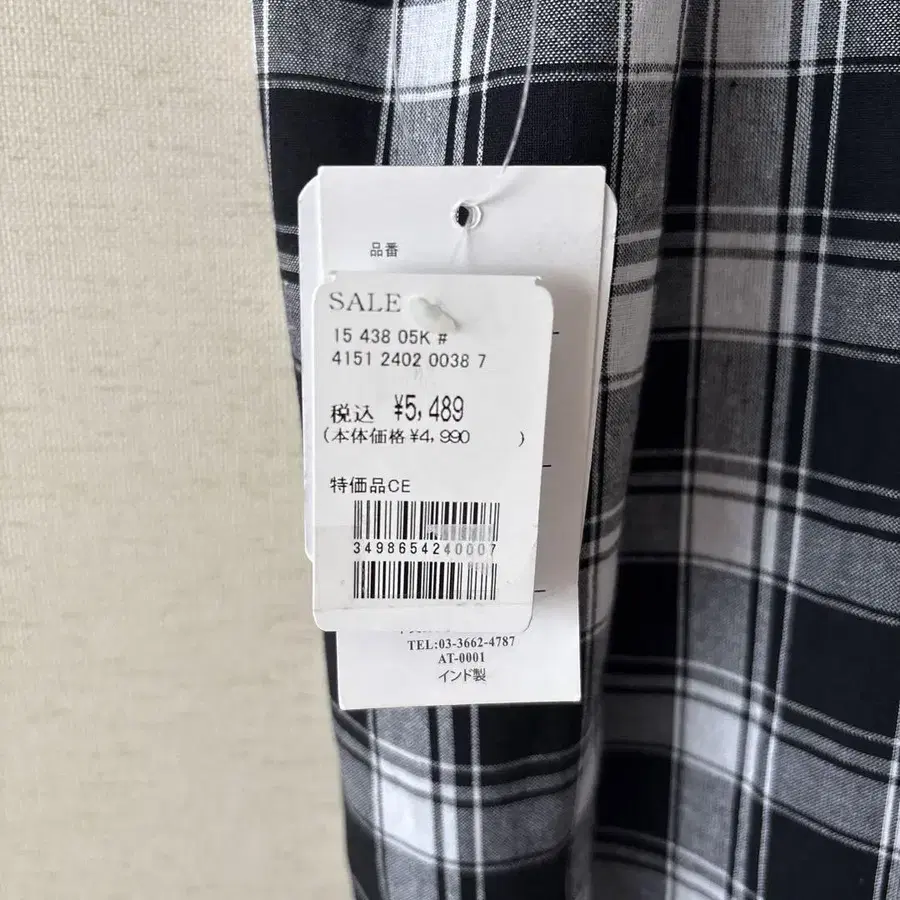 品番
SALE
15 438 05K #
4151 2402 0038 7
税込 ¥5,489
(本体価格¥4,990 )
特価品CE
3498654240007
TEL:03-3662-4787
AT-0001
インド製